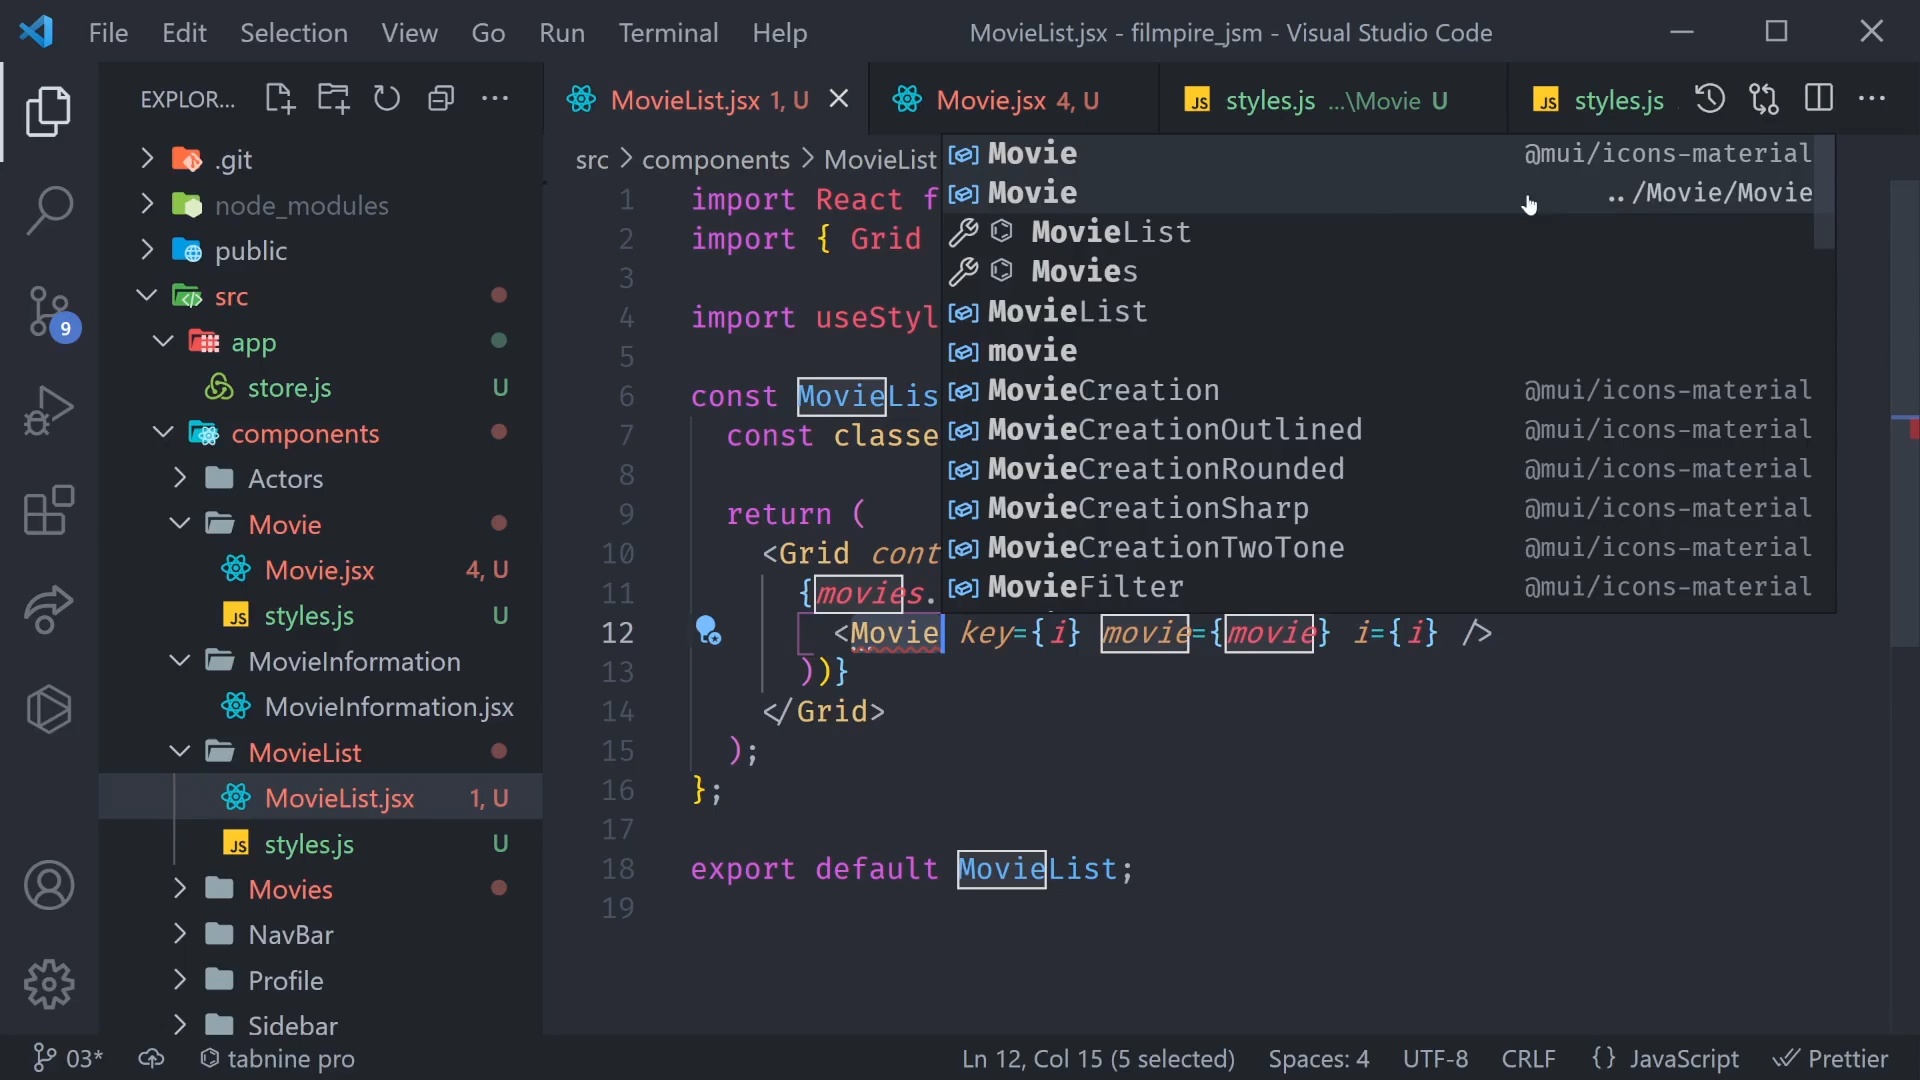 File Edit Selection View Go Run Terminal Help
MovieList.jsx - filmpire_jsm - Visual Studio Code
EXPLOR...
.git
node_modules
public
src
app
store.js U
components
Actors
Movie
Movie.jsx 4, U
styles.js U
MovieInformation
MovieInformation.jsx
MovieList
MovieList.jsx 1, U
styles.js U
Movies
NavBar
Profile
Sidebar
9
MovieList.jsx 1, U
Movie.jsx 4, U
styles.js ...\Movie U
styles.js
src > components > MovieList
1 import React f
2 import { Grid
3
4 import useStyl
5
6 const MovieLis
7 const classe
8
9 return (
10 <Grid cont
11 {movies.
12 <Movie key={i} movie={movie} i={i} />
13 ))}
14 </Grid>
15 );
16 };
17
18 export default MovieList;
19
Movie @mui/icons-material
Movie ../Movie/Movie
MovieList
Movies
MovieList
movie
MovieCreation @mui/icons-material
MovieCreationOutlined @mui/icons-material
MovieCreationRounded @mui/icons-material
MovieCreationSharp @mui/icons-material
MovieCreationTwoTone @mui/icons-material
MovieFilter @mui/icons-material
03* tabnine pro
Ln 12, Col 15 (5 selected) Spaces: 4 UTF-8 CRLF {} JavaScript Prettier